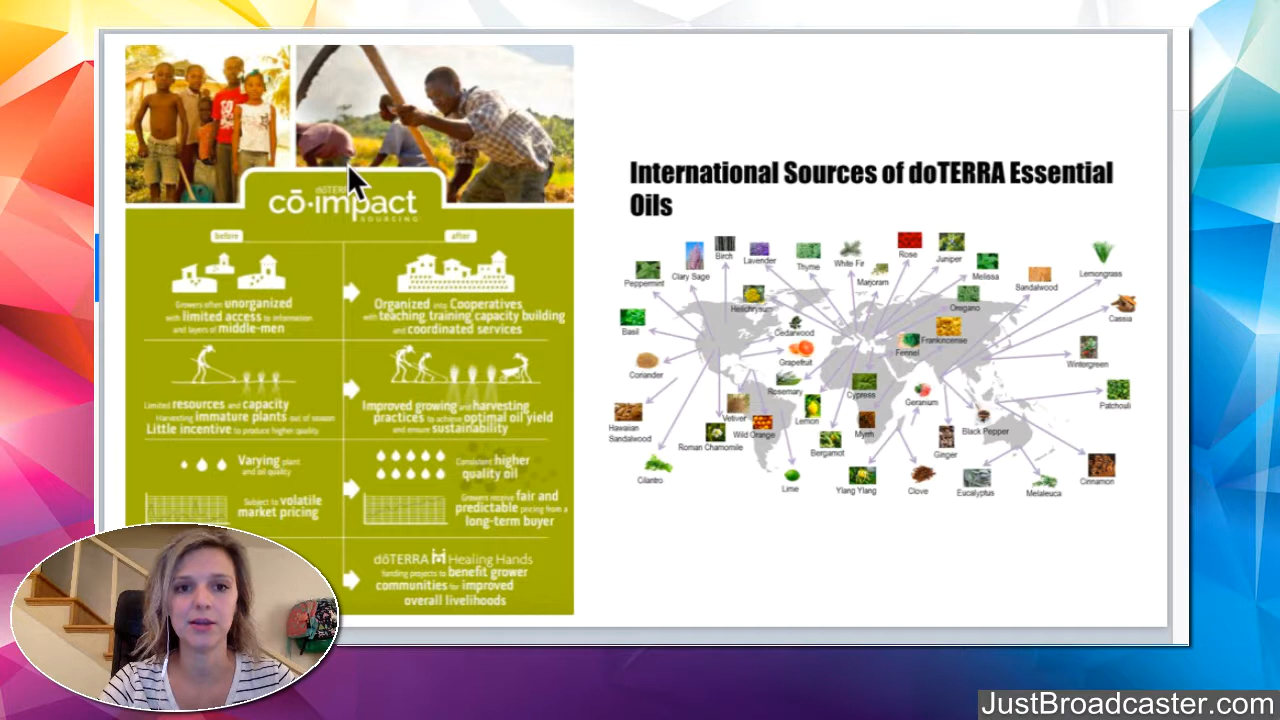 dōTERRA
cō·impact
SOURCING
before
after
Growers often unorganized
with limited access to information
and layers of middle-men
Organized into Cooperatives
with teaching training capacity building
and coordinated services
Limited resources and capacity
Harvesting immature plants out of season
Little incentive to produce higher quality
Improved growing and harvesting
practices to achieve optimal oil yield
and ensure sustainability
Varying plant
and oil quality
Consistent higher
quality oil
Subject to volatile
market pricing
Growers receive fair and
predictable pricing from a
long-term buyer
dōTERRA Healing Hands
funding projects to benefit grower
communities for improved
overall livelihoods
International Sources of doTERRA Essential
Oils
Peppermint
Clary Sage
Birch
Lavender
Thyme
White Fir
Marjoram
Rose
Juniper
Melissa
Sandalwood
Lemongrass
Basil
Helichrysum
Cedarwood
Oregano
Cassia
Coriander
Grapefruit
Fennel
Frankincense
Wintergreen
Rosemary
Cypress
Geranium
Patchouli
Hawaiian
Sandalwood
Vetiver
Roman Chamomile
Wild Orange
Lemon
Bergamot
Myrrh
Ginger
Black Pepper
Cilantro
Lime
Ylang Ylang
Clove
Eucalyptus
Melaleuca
Cinnamon
JustBroadcaster.com